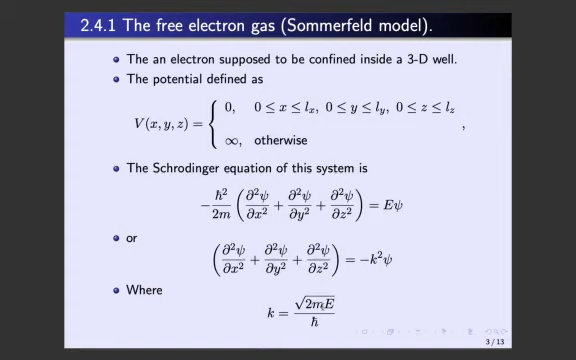 2.4.1 The free electron gas (Sommerfeld model).
The an electron supposed to be confined inside a 3-D well.
The potential defined as
V(x, y, z) = { 0, 0 ≤ x ≤ l_x, 0 ≤ y ≤ l_y, 0 ≤ z ≤ l_z
∞, otherwise ,
The Schrodinger equation of this system is
−ℏ²/2m (∂²ψ/∂x² + ∂²ψ/∂y² + ∂²ψ/∂z²) = Eψ
or
(∂²ψ/∂x² + ∂²ψ/∂y² + ∂²ψ/∂z²) = −k²ψ
Where
k = √2mE/ℏ
3 / 13